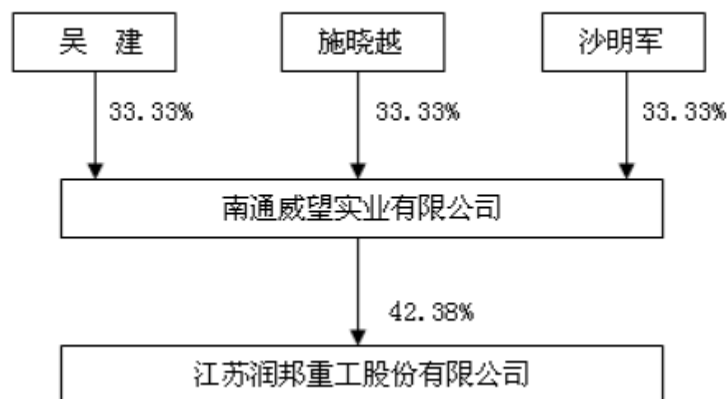 吴 建
施晓越
沙明军
33.33%
33.33%
33.33%
南通威望实业有限公司
42.38%
江苏润邦重工股份有限公司